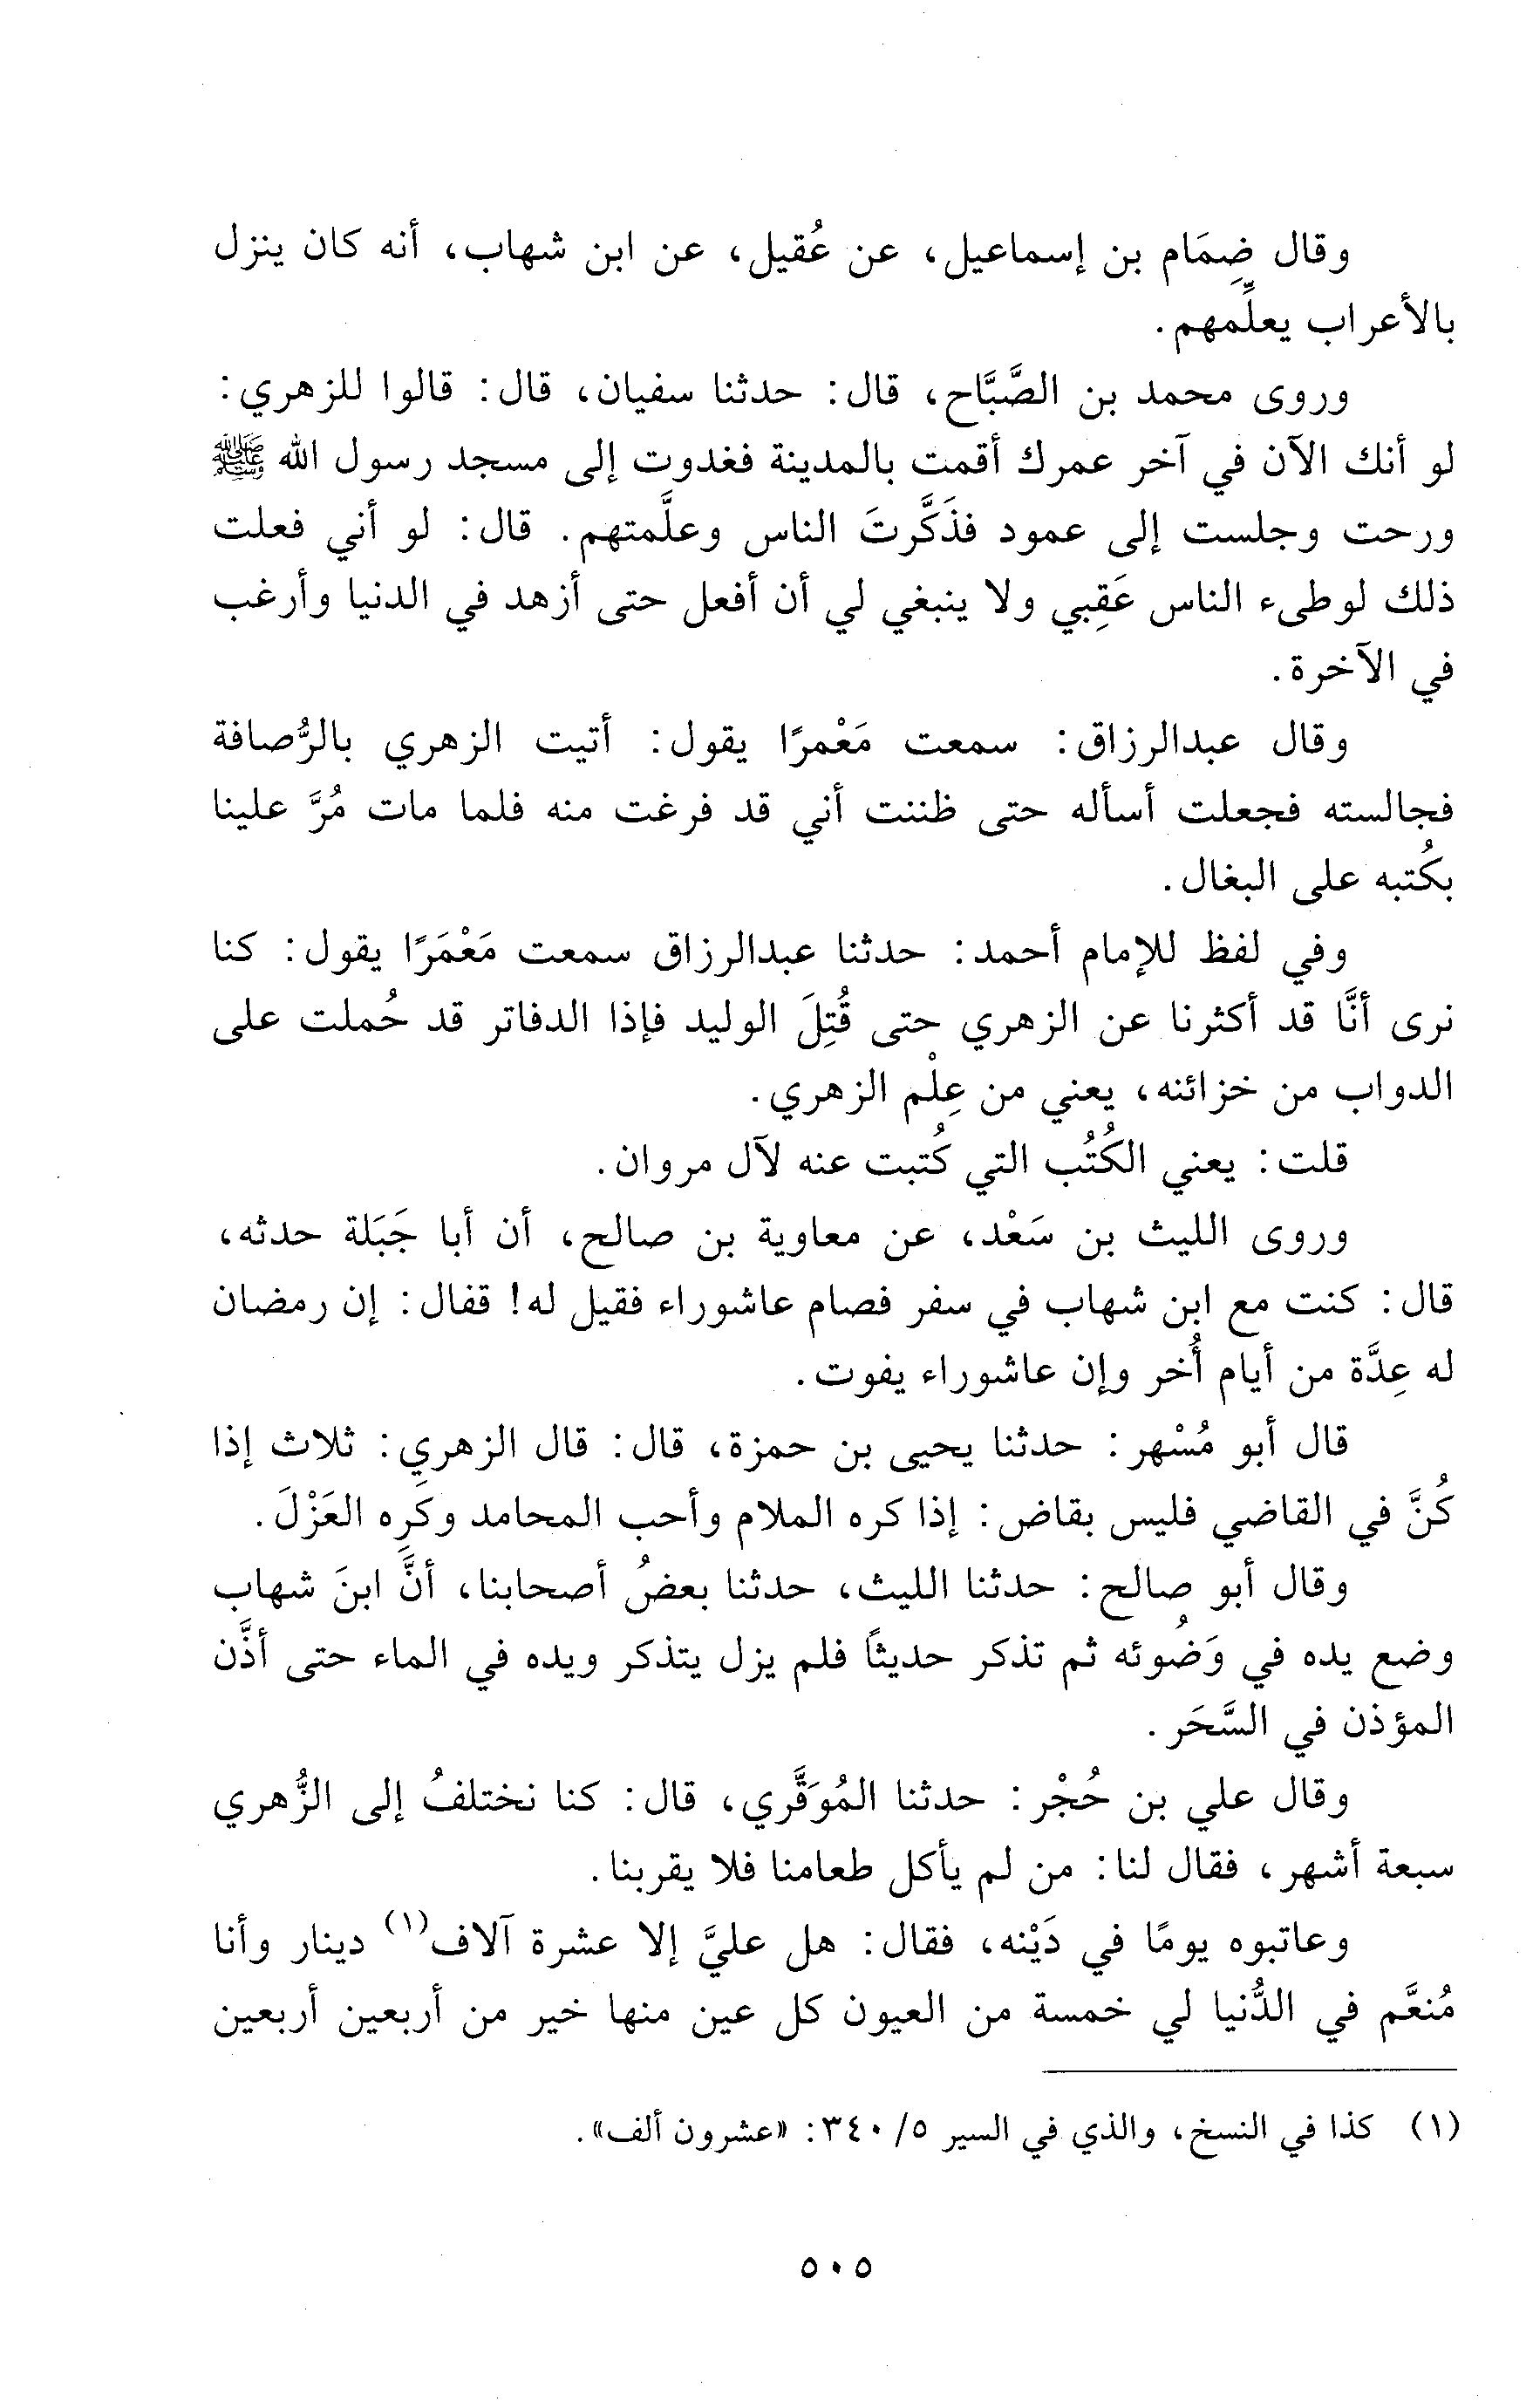 وقال ضِمَام بن إسماعيل، عن عُقيل، عن ابن شهاب، أنه كان ينزل
بالأعراب يعلِّمهم.
وروى محمد بن الصَّبَّاح، قال: حدثنا سفيان، قال: قالوا للزهري:
لو أنك الآن في آخر عمرك أقمت بالمدينة فغدوت إلى مسجد رسول الله ﷺ
ورحت وجلست إلى عمود فذَكَّرتَ الناس وعلَّمتهم. قال: لو أني فعلت
ذلك لوطىء الناس عَقِبي ولا ينبغي لي أن أفعل حتى أزهد في الدنيا وأرغب
في الآخرة.
وقال عبدالرزاق: سمعت مَعْمرًا يقول: أتيت الزهري بالرُّصافة
فجالسته فجعلت أسأله حتى ظننت أني قد فرغت منه فلما مات مُرَّ علينا
بكُتبه على البغال.
وفي لفظ للإمام أحمد: حدثنا عبدالرزاق سمعت مَعْمَرًا يقول: كنا
نرى أنَّا قد أكثرنا عن الزهري حتى قُتِلَ الوليد فإذا الدفاتر قد حُملت على
الدواب من خزائنه، يعني من عِلْم الزهري.
قلت: يعني الكُتُب التي كُتبت عنه لآل مروان.
وروى الليث بن سَعْد، عن معاوية بن صالح، أن أبا جَبَلة حدثه،
قال: كنت مع ابن شهاب في سفر فصام عاشوراء فقيل له! قفال: إن رمضان
له عِدَّة من أيام أُخر وإن عاشوراء يفوت.
قال أبو مُسْهر: حدثنا يحيى بن حمزة، قال: قال الزهري: ثلاث إذا
كُنَّ في القاضي فليس بقاض: إذا كره الملام وأحب المحامد وكَرِه العَزْلَ.
وقال أبو صالح: حدثنا الليث، حدثنا بعضُ أصحابنا، أنَّ ابنَ شهاب
وضع يده في وَضُوئه ثم تذكر حديثًا فلم يزل يتذكر ويده في الماء حتى أذَّن
المؤذن في السَّحَر.
وقال علي بن حُجْر: حدثنا المُوَقَّري، قال: كنا نختلفُ إلى الزُّهري
سبعة أشهر، فقال لنا: من لم يأكل طعامنا فلا يقربنا.
وعاتبوه يومًا في دَيْنه، فقال: هل عليَّ إلا عشرة آلاف(١) دينار وأنا
مُنعَّم في الدُّنيا لي خمسة من العيون كل عين منها خير من أربعين أربعين
(١) كذا في النسخ، والذي في السير ٥/ ٣٤٠: «عشرون ألف».
٥٠٥